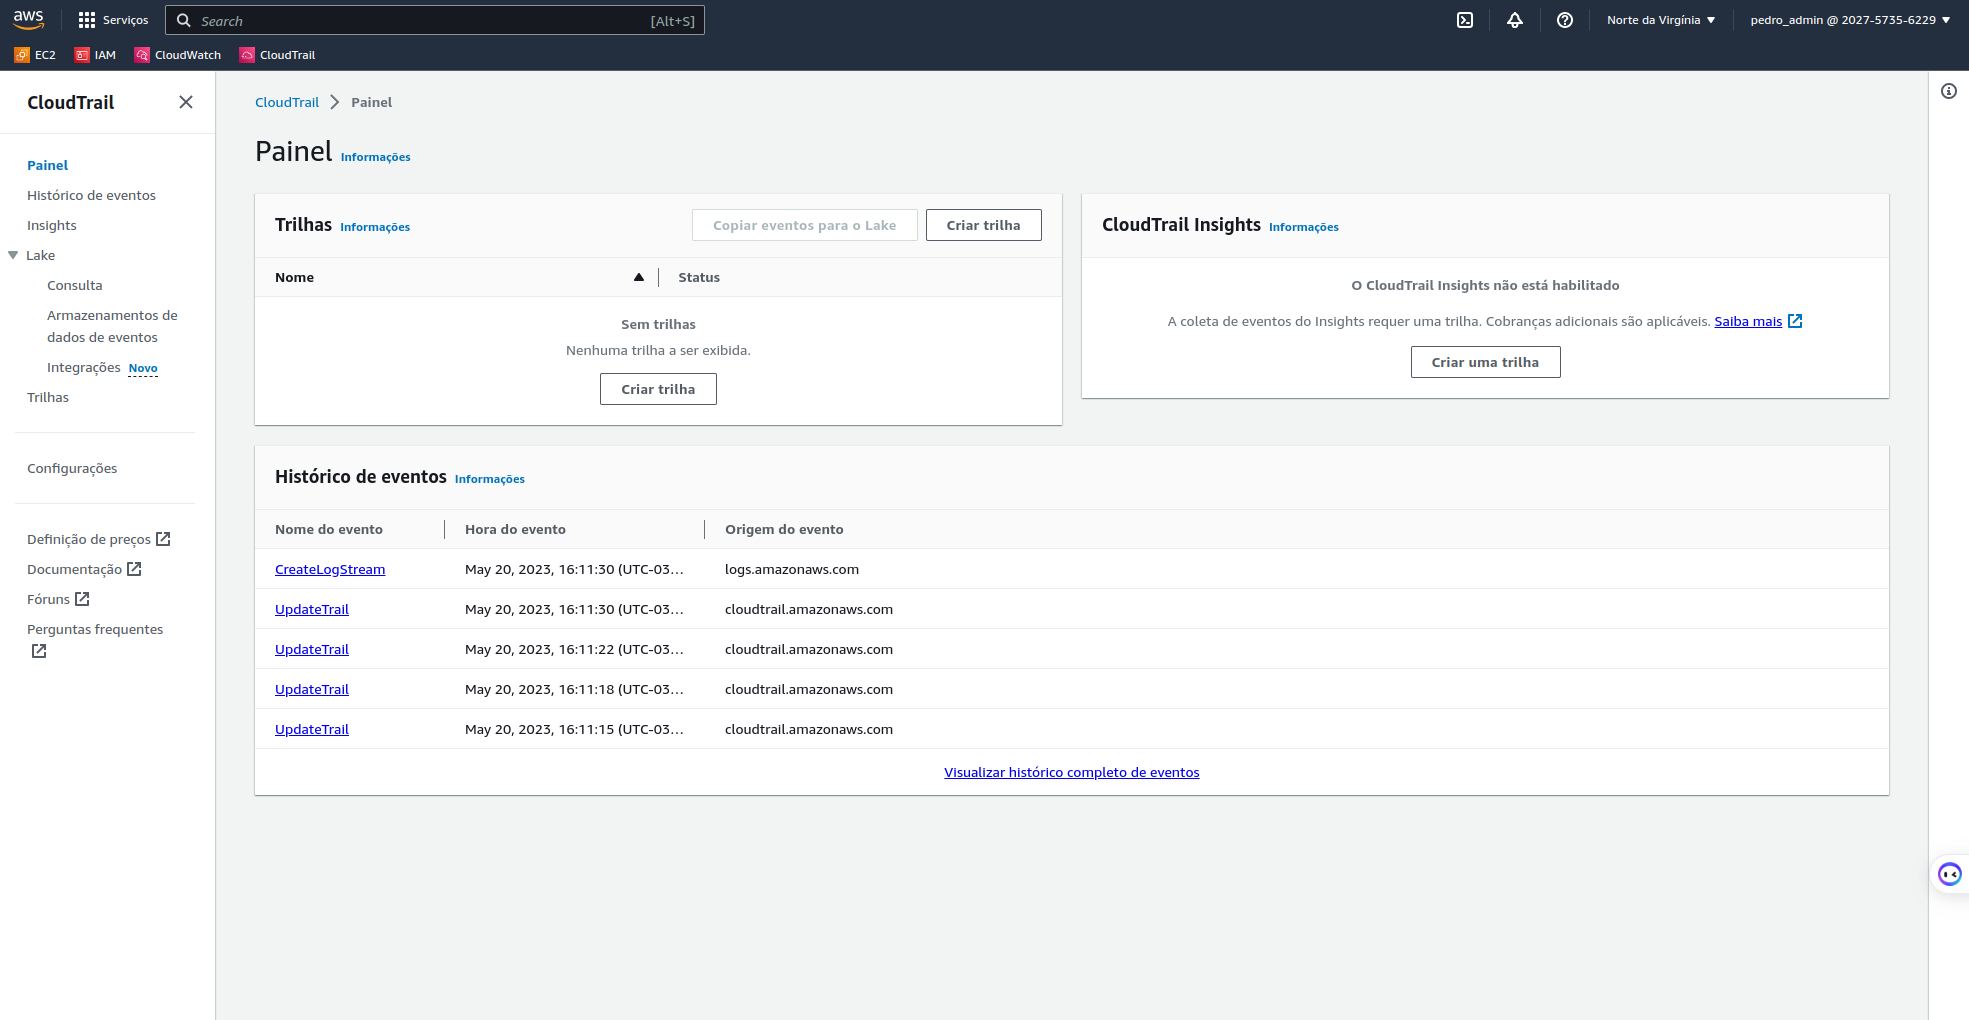 aws
Serviços
Search
[Alt+S]
Norte da Virgínia
pedro_admin @ 2027-5735-6229
EC2
IAM
CloudWatch
CloudTrail
CloudTrail
Painel
Histórico de eventos
Insights
Lake
Consulta
Armazenamentos de
dados de eventos
Integrações Novo
Trilhas
Configurações
Definição de preços
Documentação
Fóruns
Perguntas frequentes
CloudTrail
Painel
Painel Informações
Trilhas Informações
Copiar eventos para o Lake
Criar trilha
Nome
Status
Sem trilhas
Nenhuma trilha a ser exibida.
Criar trilha
CloudTrail Insights Informações
O CloudTrail Insights não está habilitado
A coleta de eventos do Insights requer uma trilha. Cobranças adicionais são aplicáveis. Saiba mais
Criar uma trilha
Histórico de eventos Informações
Nome do evento Hora do evento Origem do evento
CreateLogStream May 20, 2023, 16:11:30 (UTC-03… logs.amazonaws.com
UpdateTrail May 20, 2023, 16:11:30 (UTC-03… cloudtrail.amazonaws.com
UpdateTrail May 20, 2023, 16:11:22 (UTC-03… cloudtrail.amazonaws.com
UpdateTrail May 20, 2023, 16:11:18 (UTC-03… cloudtrail.amazonaws.com
UpdateTrail May 20, 2023, 16:11:15 (UTC-03… cloudtrail.amazonaws.com
Visualizar histórico completo de eventos